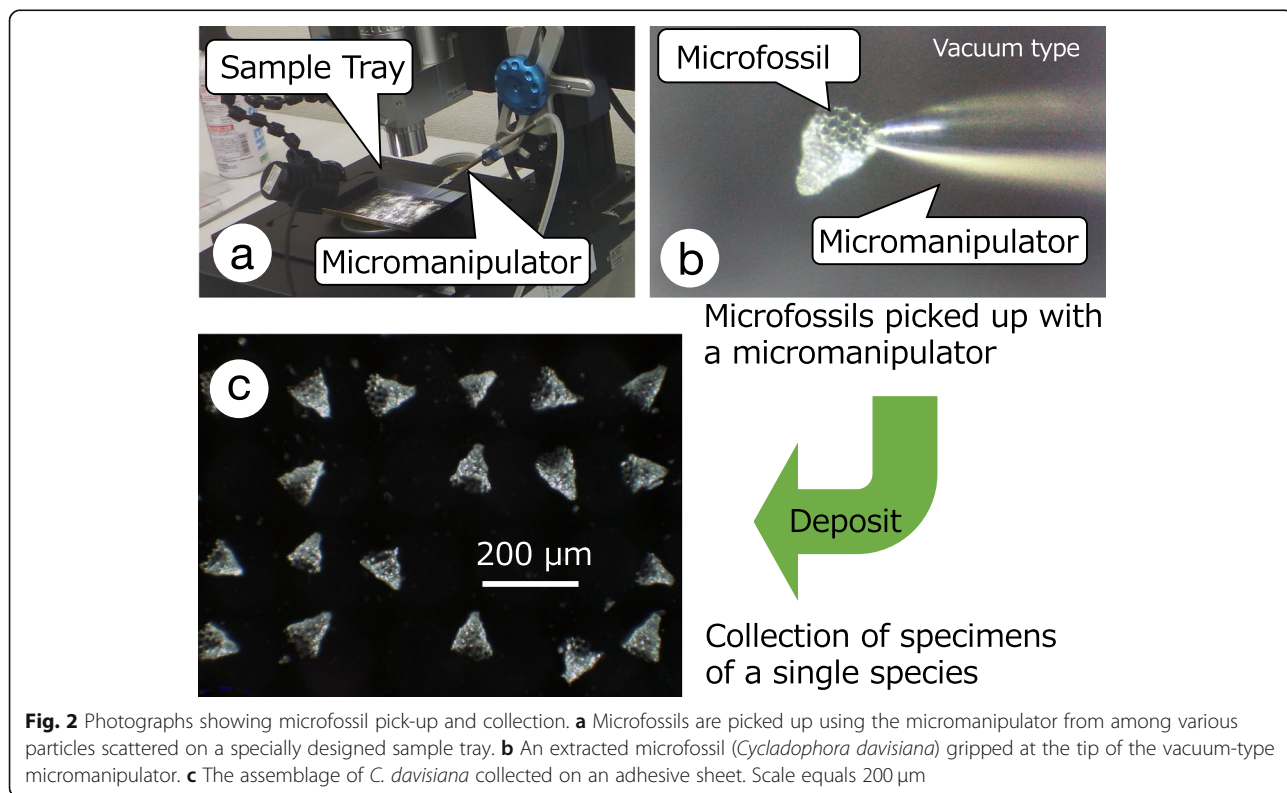 Sample Tray
Micromanipulator
a
Microfossil
Vacuum type
Micromanipulator
b
Microfossils picked up with
a micromanipulator
c
200 µm
Deposit
Collection of specimens
of a single species
Fig. 2 Photographs showing microfossil pick-up and collection. a Microfossils are picked up using the micromanipulator from among various
particles scattered on a specially designed sample tray. b An extracted microfossil (Cycladophora davisiana) gripped at the tip of the vacuum-type
micromanipulator. c The assemblage of C. davisiana collected on an adhesive sheet. Scale equals 200 µm